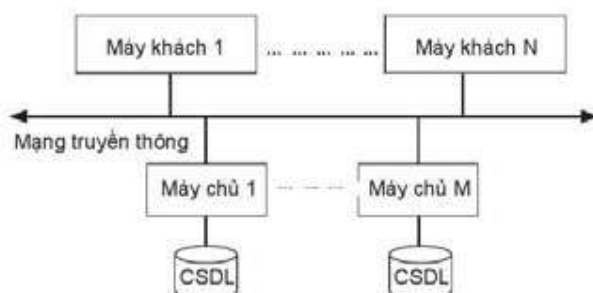 Máy khách 1 ... ... ... ... ... Máy khách N
Mạng truyền thông
Máy chủ 1 ... ... ... Máy chủ M
CSDL CSDL